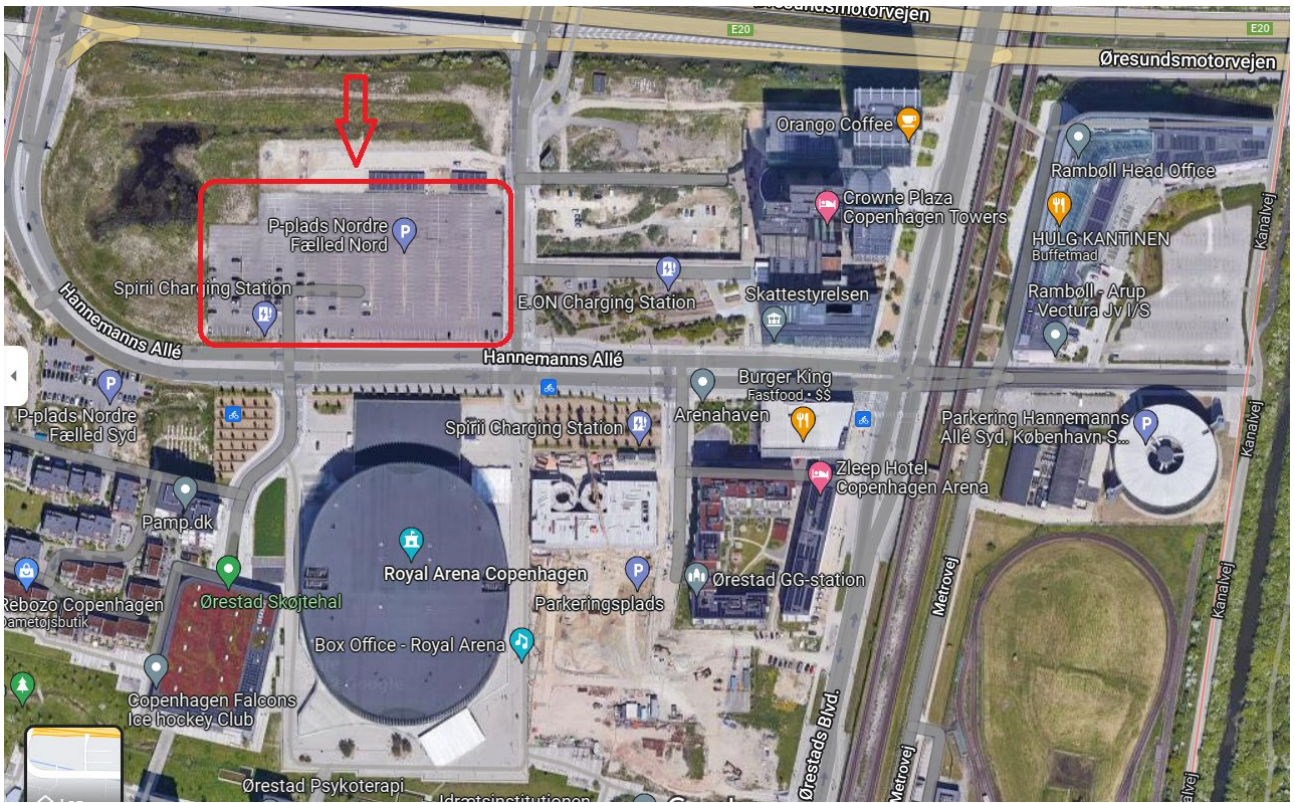 Øresundsmotorvejen
E20
E20
Øresundsmotorvejen
Orango Coffee
Rambøll Head Office
Crowne Plaza
Copenhagen Towers
P-plads Nordre
Fælled Nord
P
HULG KANTINEN
Buffetmad
Kanalvej
Spirii Charging Station
E.ON Charging Station
Skattestyrelsen
Rambøll - Arup
- Vectura Jv I/S
Hannemanns Allé
Hannemanns Allé
P
P-plads Nordre
Fælled Syd
Burger King
Fastfood • $$
Arenahaven
Spirii Charging Station
Parkering Hannemanns
Allé Syd, København S...
P
Kanalvej
Zleep Hotel
Copenhagen Arena
Pamp.dk
Royal Arena Copenhagen
P
Parkeringsplads
Ørestad GG-station
Metrovej
Kanalvej
Rebozo Copenhagen
Dametøjsbutik
Ørestad Skøjtehal
Box Office - Royal Arena
Google
Copenhagen Falcons
Ice hockey Club
Ørestads Blvd.
Metrovej
Ørestad Psykoterapi
Idrætsinstitutionen